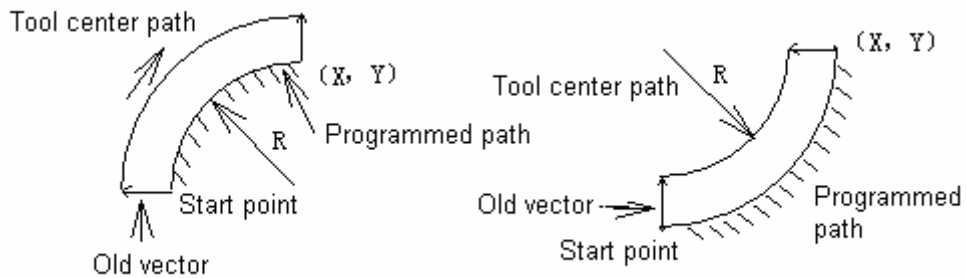 Tool center path
(X, Y)
R
Programmed path
Start point
Old vector
(X, Y)
R
Tool center path
Old vector
Start point
Programmed
path